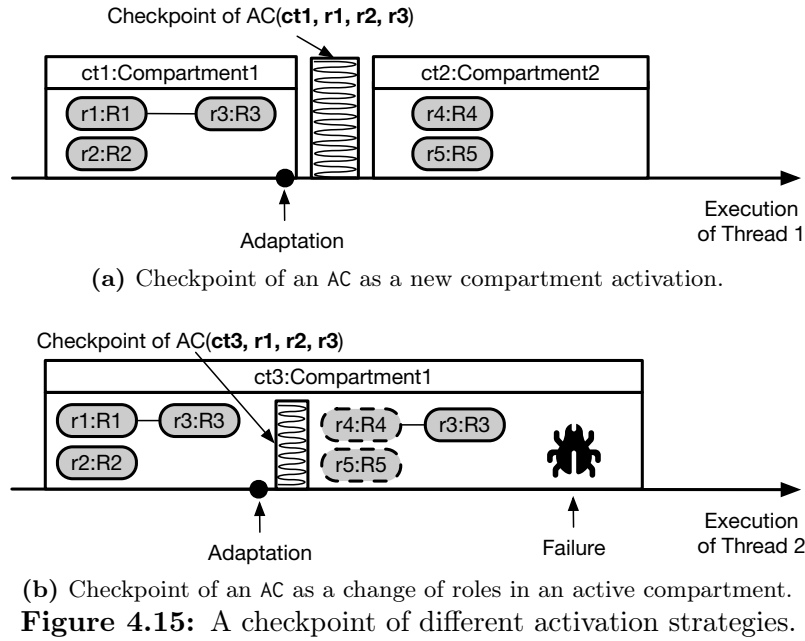 Checkpoint of AC(ct1, r1, r2, r3)
ct1:Compartment1
ct2:Compartment2
r1:R1
r3:R3
r4:R4
r2:R2
r5:R5
Adaptation
Execution
of Thread 1
(a) Checkpoint of an AC as a new compartment activation.
Checkpoint of AC(ct3, r1, r2, r3)
ct3:Compartment1
r1:R1
r3:R3
r4:R4
r3:R3
r2:R2
r5:R5
Adaptation
Failure
Execution
of Thread 2
(b) Checkpoint of an AC as a change of roles in an active compartment.
Figure 4.15: A checkpoint of different activation strategies.